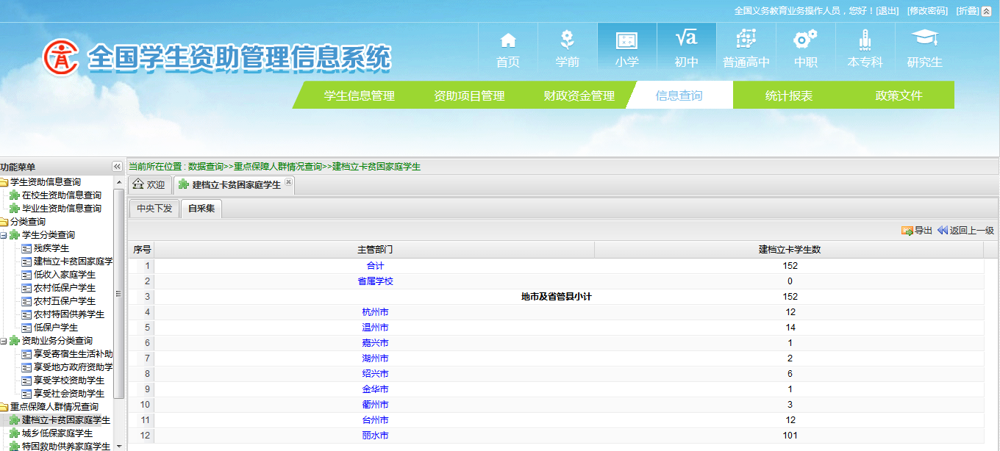 全国义务教育业务操作人员，您好！[退出] [修改密码] [折叠]
全国学生资助管理信息系统
首页 学前 小学 初中 普通高中 中职 本专科 研究生
学生信息管理 资助项目管理 财政资金管理 信息查询 统计报表 政策文件
功能菜单
学生资助信息查询
在校生资助信息查询
毕业生资助信息查询
分类查询
学生分类查询
残疾学生
建档立卡贫困家庭学
低收入家庭学生
农村低保户学生
农村五保户学生
农村特困供养学生
低保户学生
资助业务分类查询
享受寄宿生生活补助
享受地方政府资助学
享受学校资助学生
享受社会资助学生
重点保障人群情况查询
建档立卡贫困家庭学生
城乡低保家庭学生
特困救助供养家庭学生
当前所在位置 : 数据查询>>重点保障人群情况查询>>建档立卡贫困家庭学生
欢迎 建档立卡贫困家庭学生
中央下发 自采集
导出 返回上一级
序号 主管部门 建档立卡学生数
1 合计 152
2 省属学校 0
3 地市及省管县小计 152
4 杭州市 12
5 温州市 14
6 嘉兴市 1
7 湖州市 2
8 绍兴市 6
9 金华市 1
10 衢州市 3
11 台州市 12
12 丽水市 101